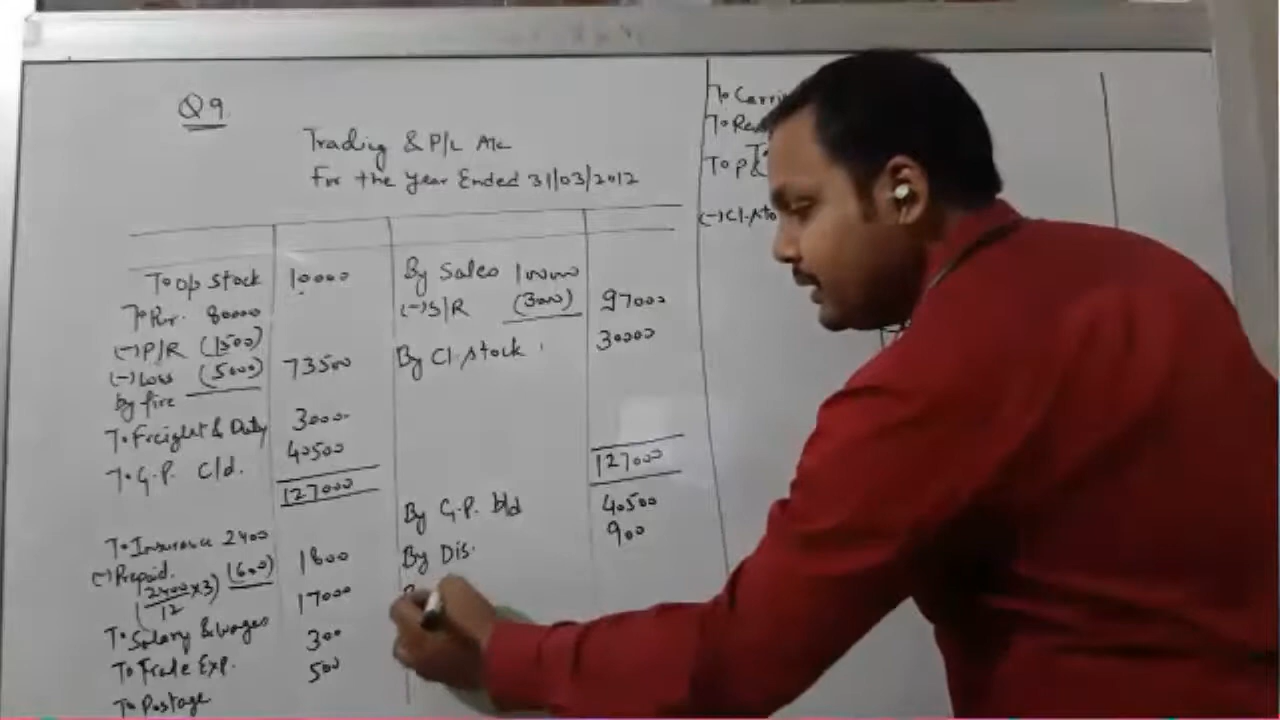 Q9.
Trading & P/L A/c
For the Year Ended 31/03/2012
To op Stock 10000 By Sales 100000
To Pur. 80000 (-) S/R (3000) 97000
(-) P/R (1500)
(-) Loss (5000) 73500 By Cl. Stock 30000
by fire
To Freight & Duty 3000
To G.P. C/d. 40500
127000 127000
By G.P. b/d 40500
To Insurance 2400
(-) Prepaid (600) 1800 By Dis. 900
(2400/12 x3)
To Salary & wages 17000
To Trade Exp. 300
To Postage 500
To
To
To P&
(-) Cl. Sto